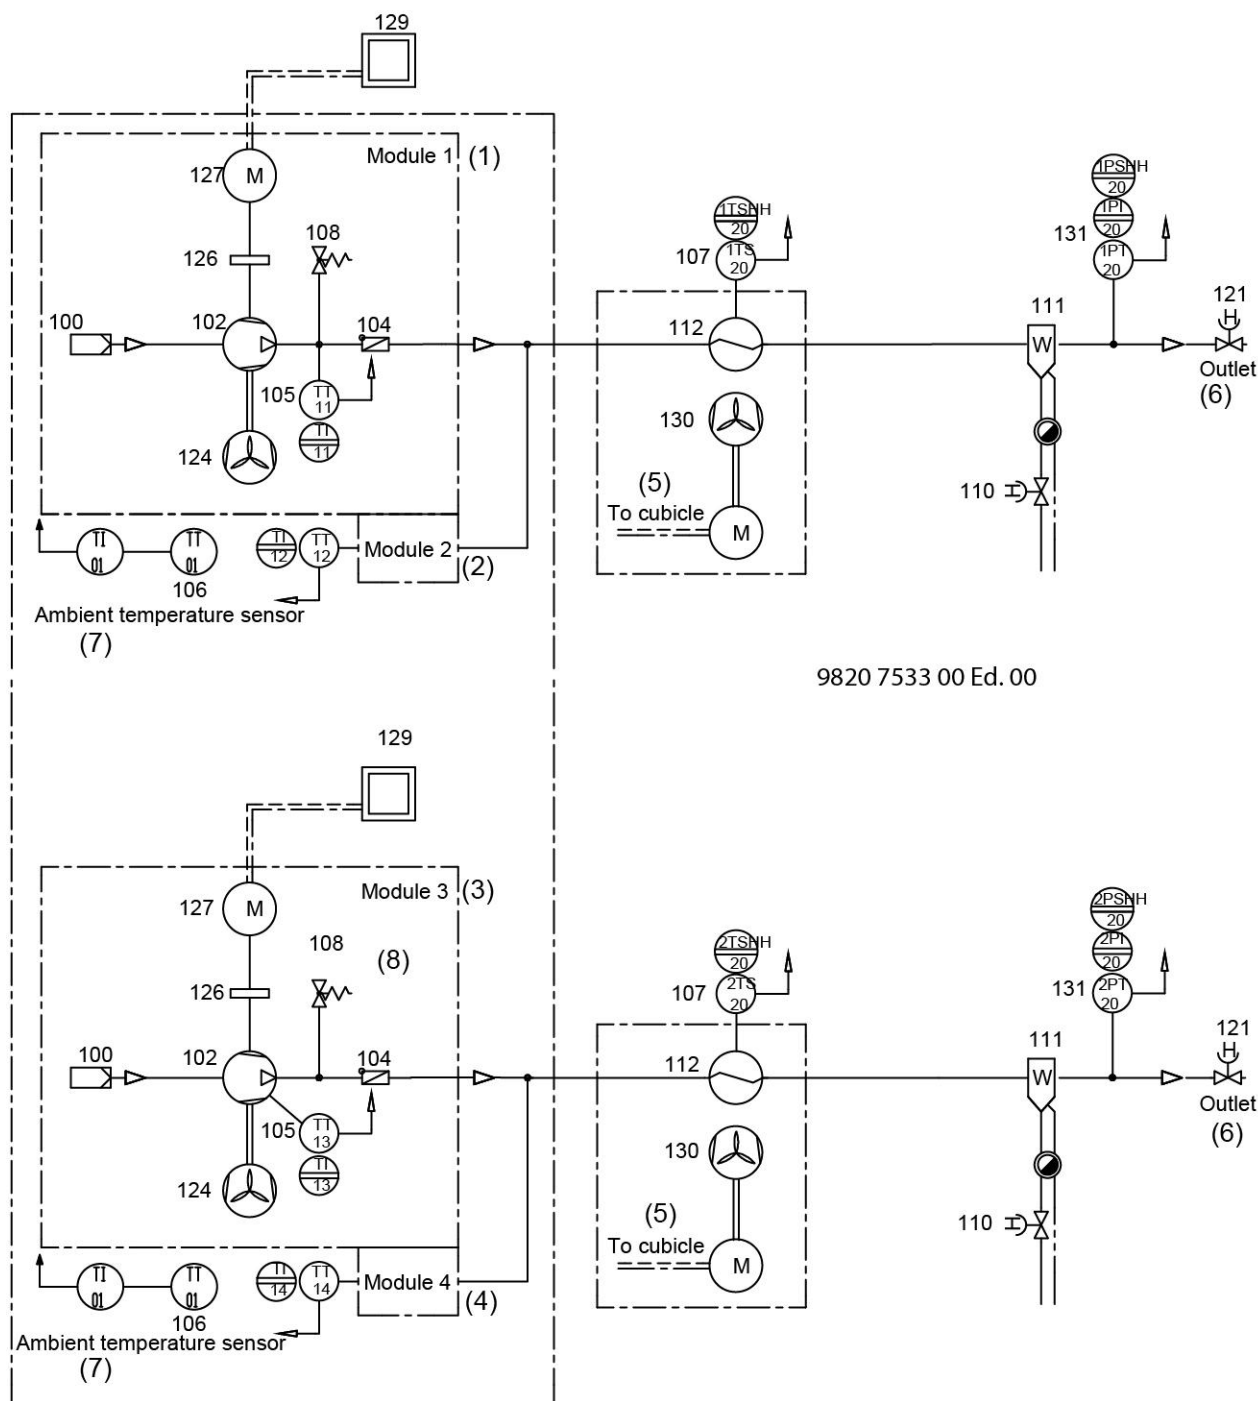 129
Module 1 (1)
127 M
1TSHH
20
1PSHH
20
1PI
20
108
107 1TS
20
131
1PT
20
126
100
102
104
112
111
121
H
W
Outlet
(6)
105 TT
11
TI
11
130
124
(5)
To cubicle
M
110 H
TI
01
TT
01
106
TI
12
TT
12
Module 2
(2)
Ambient temperature sensor
(7)
9820 7533 00 Ed. 00
129
Module 3 (3)
127 M
2TSHH
20
2PSHH
20
2PI
20
108
(8)
107 2TS
20
131 2PT
20
126
100
102
104
112
111
121
H
W
Outlet
(6)
105 TT
13
TI
13
130
124
(5)
To cubicle
M
110 H
TI
01
TT
01
106
TI
14
TT
14
Module 4
(4)
Ambient temperature sensor
(7)